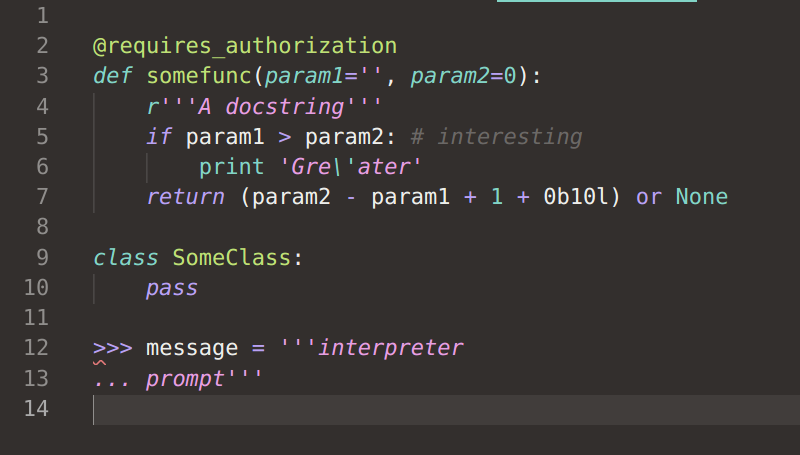 1
2 @requires_authorization
3 def somefunc(param1='', param2=0):
4     r'''A docstring'''
5     if param1 > param2: # interesting
6         print 'Gre\'ater'
7     return (param2 - param1 + 1 + 0b10l) or None
8
9 class SomeClass:
10     pass
11
12 >>> message = '''interpreter
13 ... prompt'''
14